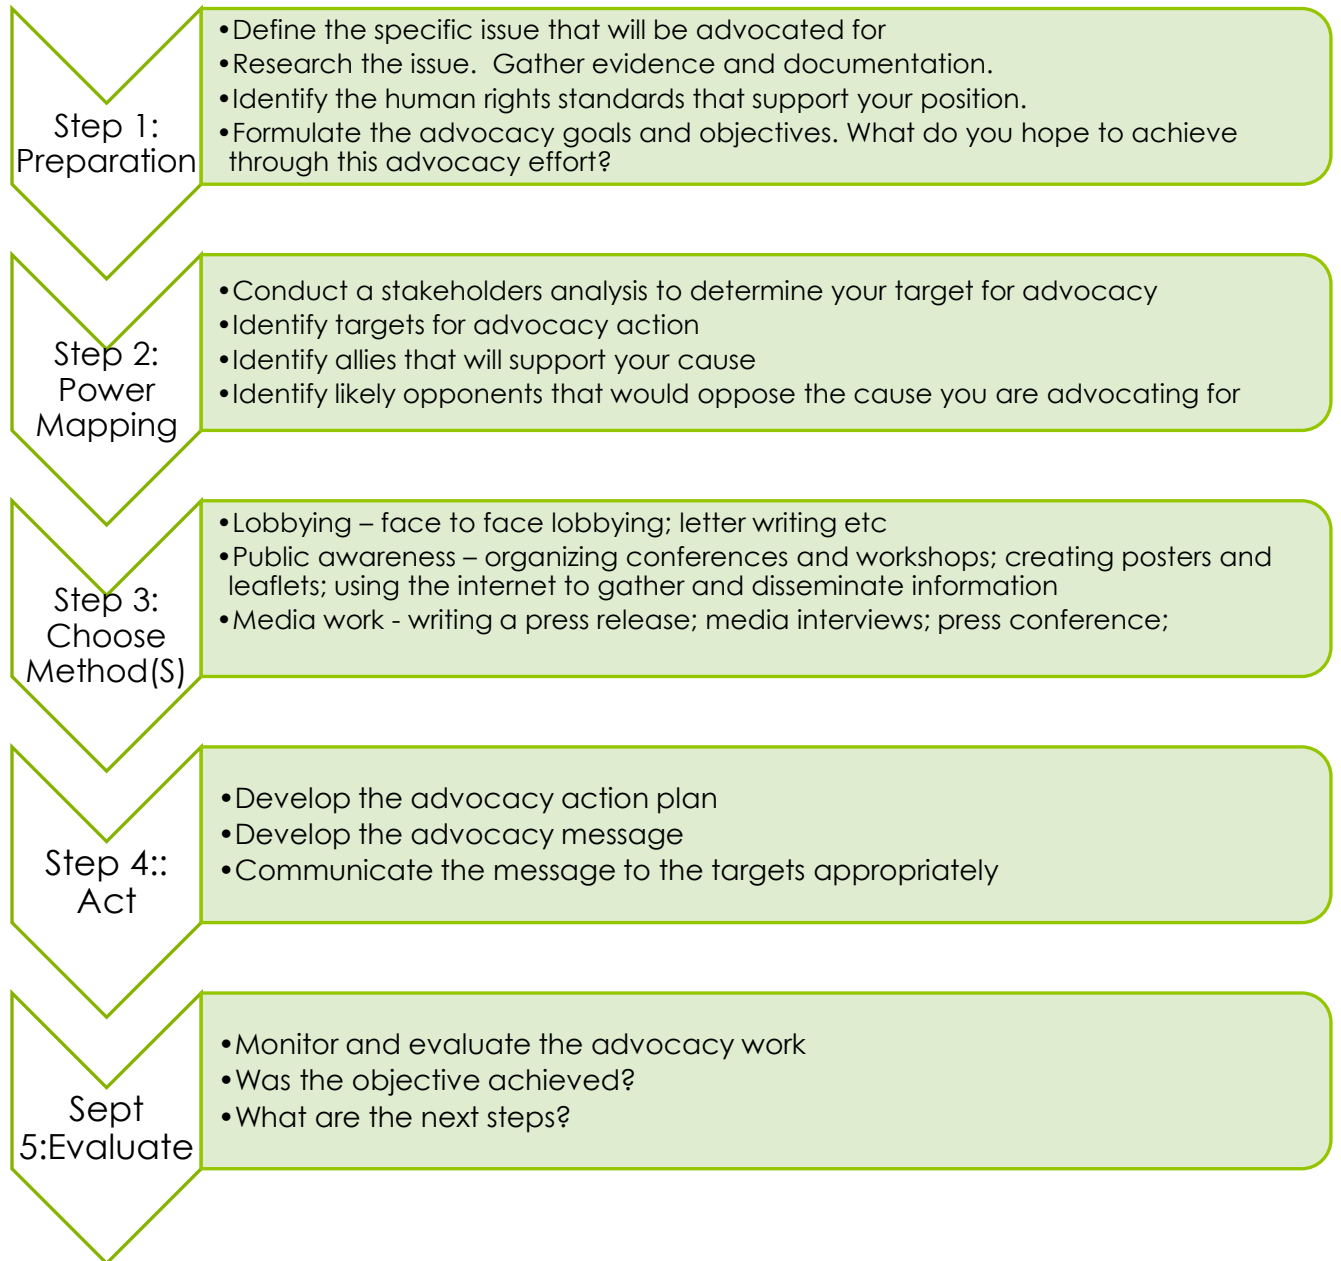 Step 1:
Preparation
•Define the specific issue that will be advocated for
•Research the issue.  Gather evidence and documentation.
•Identify the human rights standards that support your position.
•Formulate the advocacy goals and objectives. What do you hope to achieve
through this advocacy effort?
Step 2:
Power
Mapping
•Conduct a stakeholders analysis to determine your target for advocacy
•Identify targets for advocacy action
•Identify allies that will support your cause
•Identify likely opponents that would oppose the cause you are advocating for
Step 3:
Choose
Method(S)
•Lobbying – face to face lobbying; letter writing etc
•Public awareness – organizing conferences and workshops; creating posters and
leaflets; using the internet to gather and disseminate information
•Media work - writing a press release; media interviews; press conference;
Step 4::
Act
•Develop the advocacy action plan
•Develop the advocacy message
•Communicate the message to the targets appropriately
Sept
5:Evaluate
•Monitor and evaluate the advocacy work
•Was the objective achieved?
•What are the next steps?